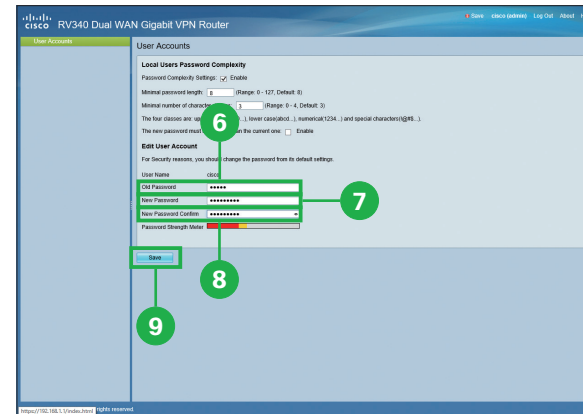 cisco RV340 Dual WAN Gigabit VPN Router
Save cisco (admin) Log Out About
User Accounts
User Accounts
Local Users Password Complexity
Password Complexity Settings: Enable
Minimal password length: 8 (Range: 0 - 127, Default: 8)
Minimal number of character 3 (Range: 0 - 4, Default: 3)
The four classes are: ...), lower case(abcd...), numerical(1234...) and special characters(!@#$...).
The new password must the current one: Enable
6
Edit User Account
For Security reasons, you should change the password from its default settings.
User Name cisco
Old Password •••••
New Password •••••••••
7
New Password Confirm •••••••••
Password Strength Meter
Save
8
9
https://192.168.1.1/index.html rights reserved